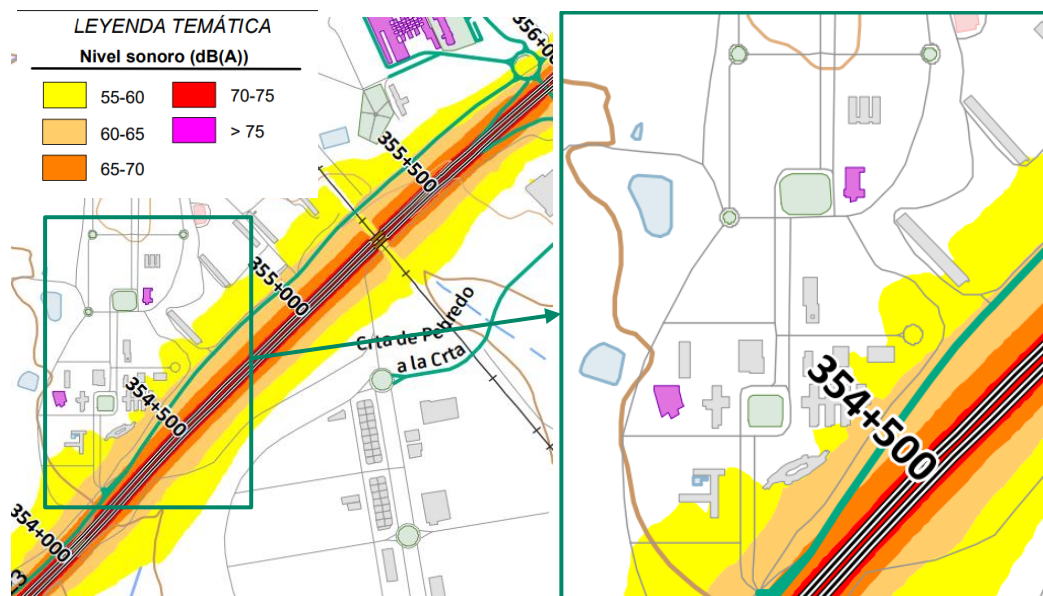 LEYENDA TEMÁTICA
Nivel sonoro (dB(A))
55-60
70-75
60-65
> 75
65-70
355+500
355+000
Crta de Pebredo
a la Crta
354+500
354+000
354+500